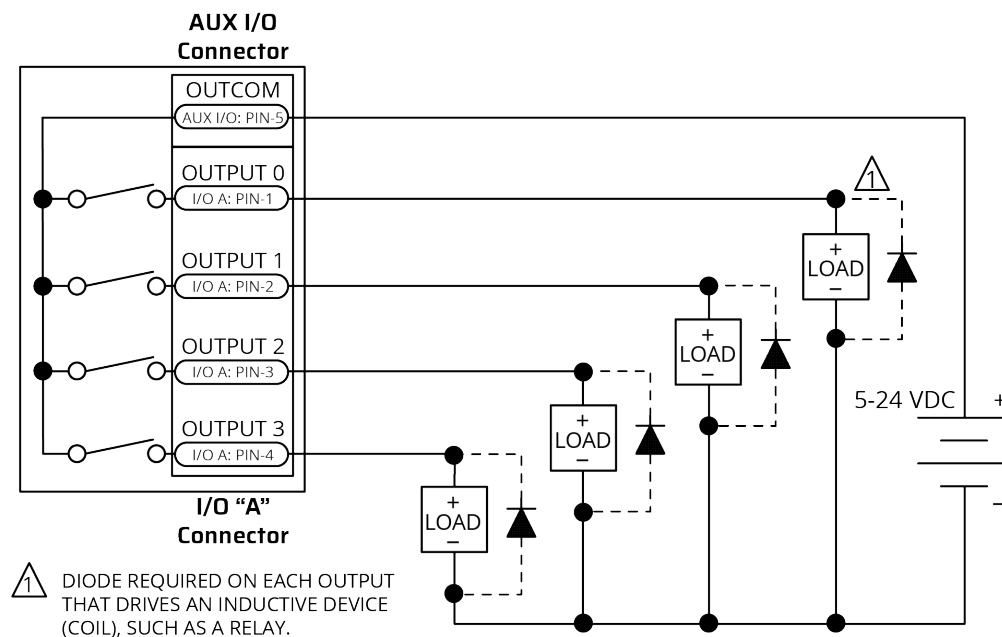 AUX I/O
Connector
OUTCOM
AUX I/O: PIN-5
OUTPUT 0
I/O A: PIN-1
1
+
LOAD
–
OUTPUT 1
I/O A: PIN-2
+
LOAD
–
OUTPUT 2
I/O A: PIN-3
+
LOAD
–
5-24 VDC
+
–
OUTPUT 3
I/O A: PIN-4
+
LOAD
–
I/O “A”
Connector
1
DIODE REQUIRED ON EACH OUTPUT
THAT DRIVES AN INDUCTIVE DEVICE
(COIL), SUCH AS A RELAY.